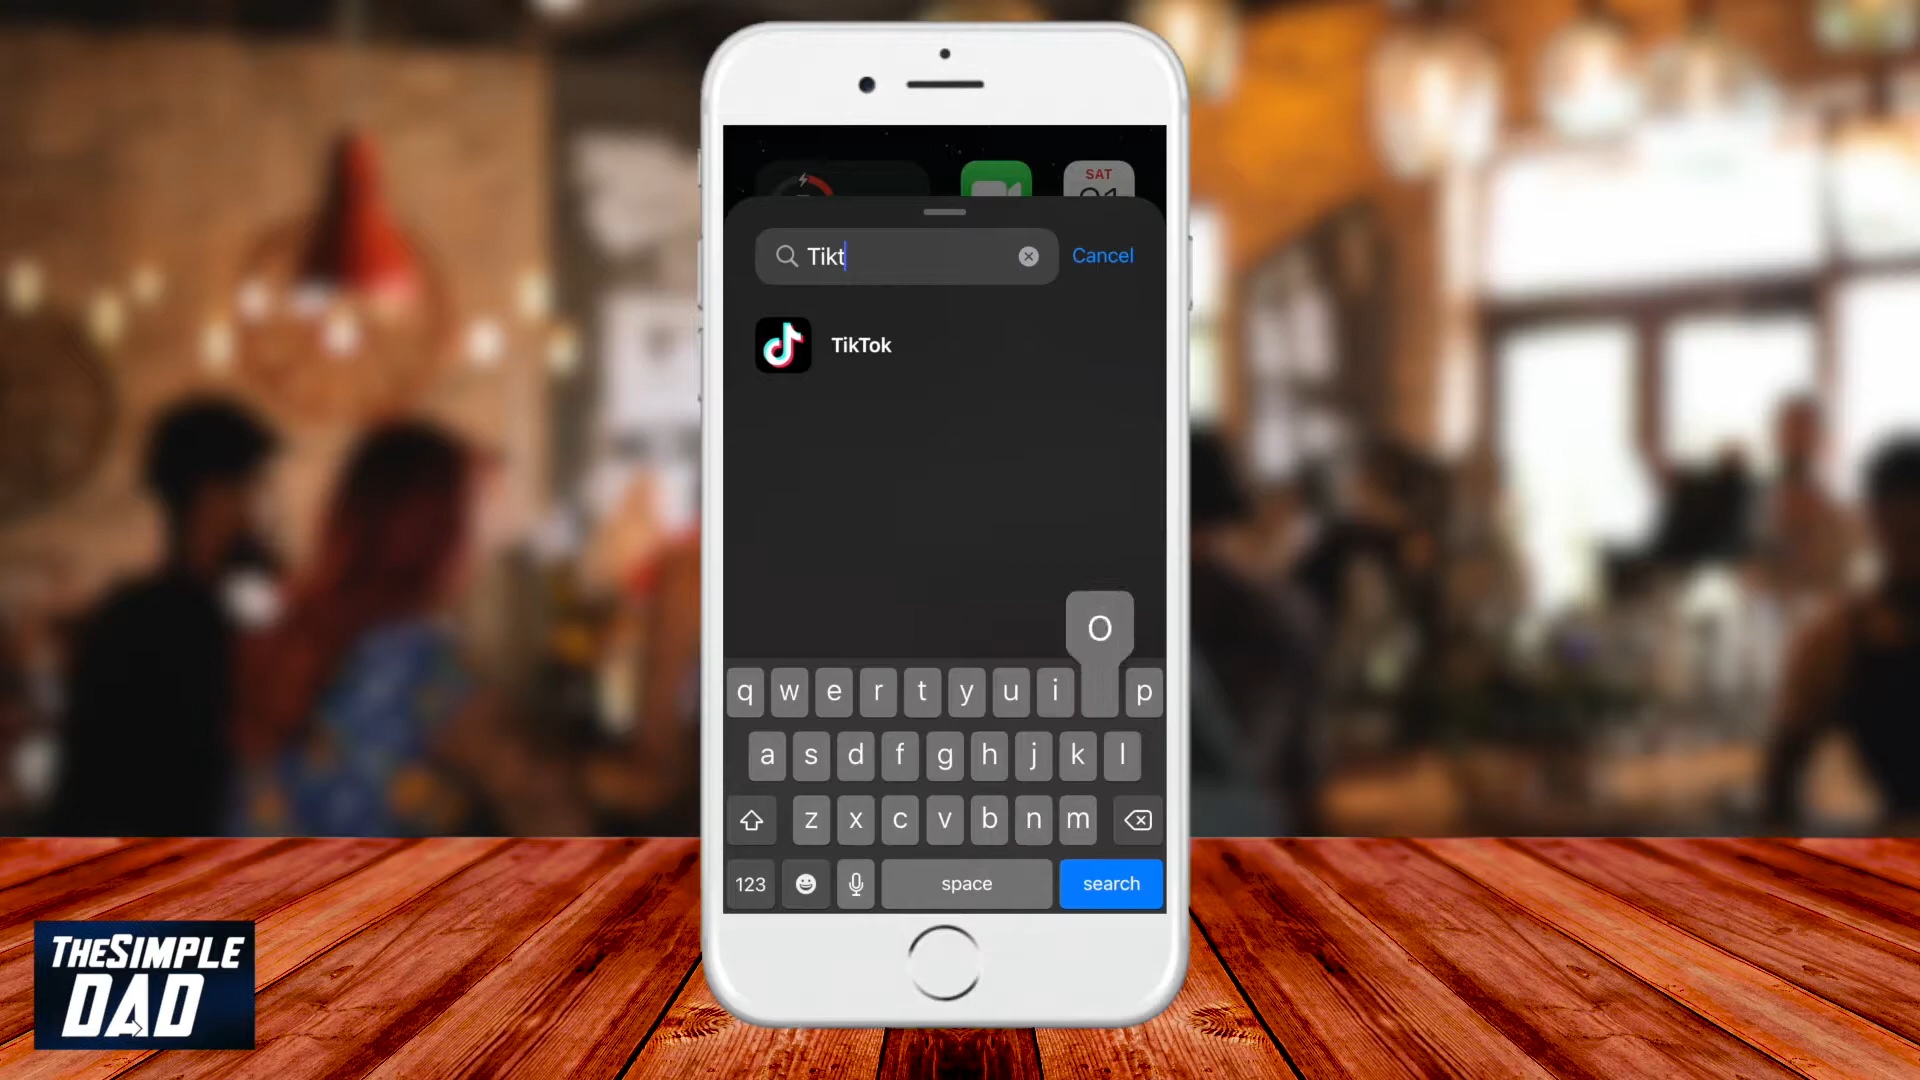 SAT
Tikt
Cancel
TikTok
O
q w e r t y u i p
a s d f g h j k l
z x c v b n m
123 space search
THESIMPLE
DAD